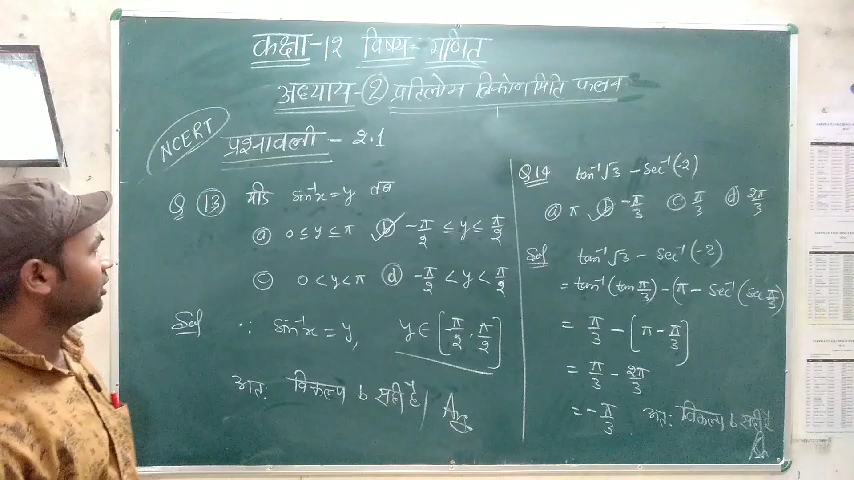 कक्षा-१२ विषय- गणित
अध्याय-② प्रतिलोम त्रिकोणमिति फलन
NCERT
प्रश्नावली - २.1
Q ⑬ यदि sin⁻¹x = y तब
ⓐ 0 ≤ y ≤ π ⓑ -π/2 ≤ y ≤ π/2
ⓒ 0 < y < π ⓓ -π/2 < y < π/2
Sol ∵ sin⁻¹x = y, y ∈ [-π/2, π/2]
अतः विकल्प b सही है। Ans
Q.14 tan⁻¹√3 - sec⁻¹(-2)
ⓐ π ⓑ -π/3 ⓒ π/3 ⓓ 2π/3
Sol tan⁻¹√3 - sec⁻¹(-2)
= tan⁻¹(tan π/3) - (π - sec⁻¹(sec π/3)
= π/3 - [π - π/3]
= π/3 - 2π/3
= -π/3 अतः विकल्प b सही है